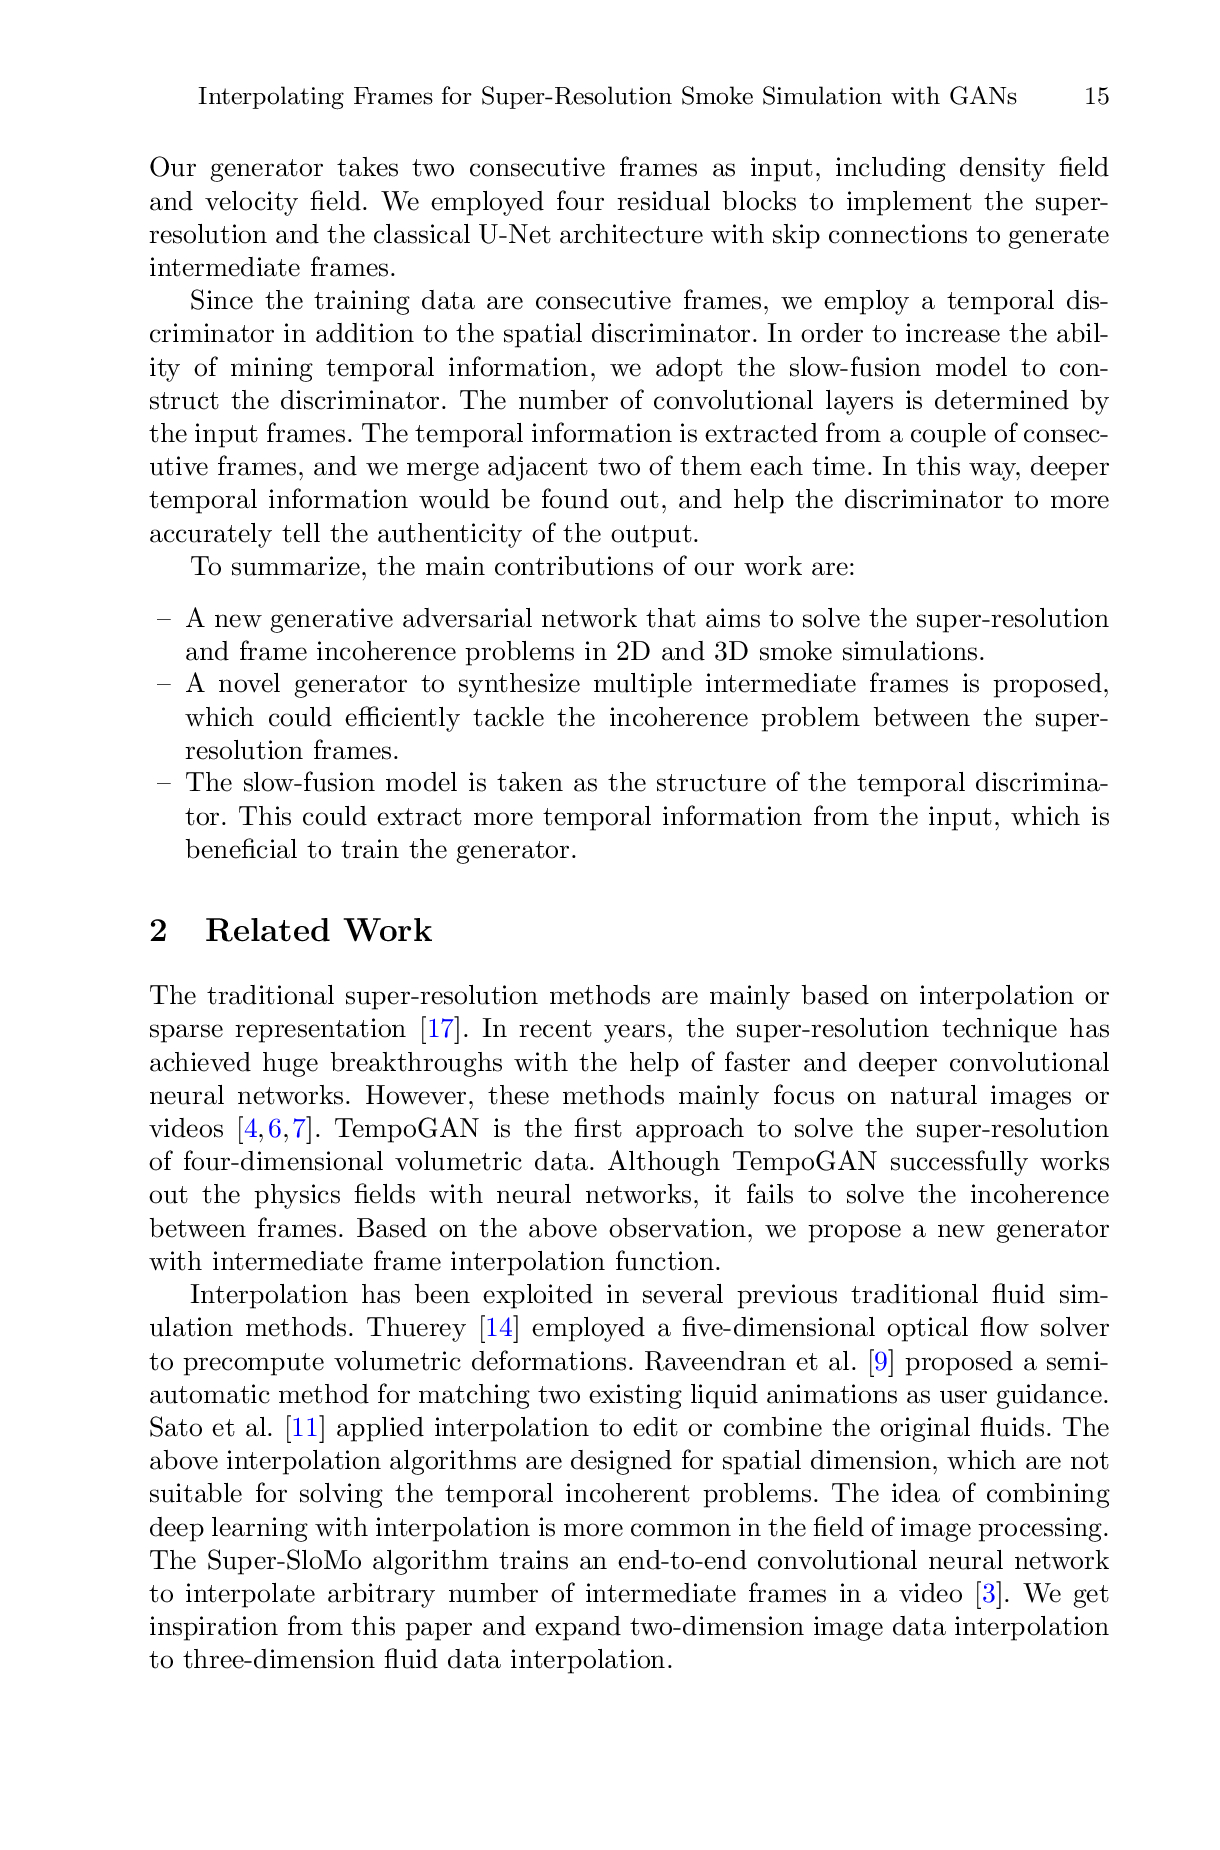 Interpolating Frames for Super-Resolution Smoke Simulation with GANs 15
Our generator takes two consecutive frames as input, including density field
and velocity field. We employed four residual blocks to implement the super-
resolution and the classical U-Net architecture with skip connections to generate
intermediate frames.
Since the training data are consecutive frames, we employ a temporal dis-
criminator in addition to the spatial discriminator. In order to increase the abil-
ity of mining temporal information, we adopt the slow-fusion model to con-
struct the discriminator. The number of convolutional layers is determined by
the input frames. The temporal information is extracted from a couple of consec-
utive frames, and we merge adjacent two of them each time. In this way, deeper
temporal information would be found out, and help the discriminator to more
accurately tell the authenticity of the output.
To summarize, the main contributions of our work are:
– A new generative adversarial network that aims to solve the super-resolution
and frame incoherence problems in 2D and 3D smoke simulations.
– A novel generator to synthesize multiple intermediate frames is proposed,
which could efficiently tackle the incoherence problem between the super-
resolution frames.
– The slow-fusion model is taken as the structure of the temporal discrimina-
tor. This could extract more temporal information from the input, which is
beneficial to train the generator.
2 Related Work
The traditional super-resolution methods are mainly based on interpolation or
sparse representation [17]. In recent years, the super-resolution technique has
achieved huge breakthroughs with the help of faster and deeper convolutional
neural networks. However, these methods mainly focus on natural images or
videos [4,6,7]. TempoGAN is the first approach to solve the super-resolution
of four-dimensional volumetric data. Although TempoGAN successfully works
out the physics fields with neural networks, it fails to solve the incoherence
between frames. Based on the above observation, we propose a new generator
with intermediate frame interpolation function.
Interpolation has been exploited in several previous traditional fluid sim-
ulation methods. Thuerey [14] employed a five-dimensional optical flow solver
to precompute volumetric deformations. Raveendran et al. [9] proposed a semi-
automatic method for matching two existing liquid animations as user guidance.
Sato et al. [11] applied interpolation to edit or combine the original fluids. The
above interpolation algorithms are designed for spatial dimension, which are not
suitable for solving the temporal incoherent problems. The idea of combining
deep learning with interpolation is more common in the field of image processing.
The Super-SloMo algorithm trains an end-to-end convolutional neural network
to interpolate arbitrary number of intermediate frames in a video [3]. We get
inspiration from this paper and expand two-dimension image data interpolation
to three-dimension fluid data interpolation.